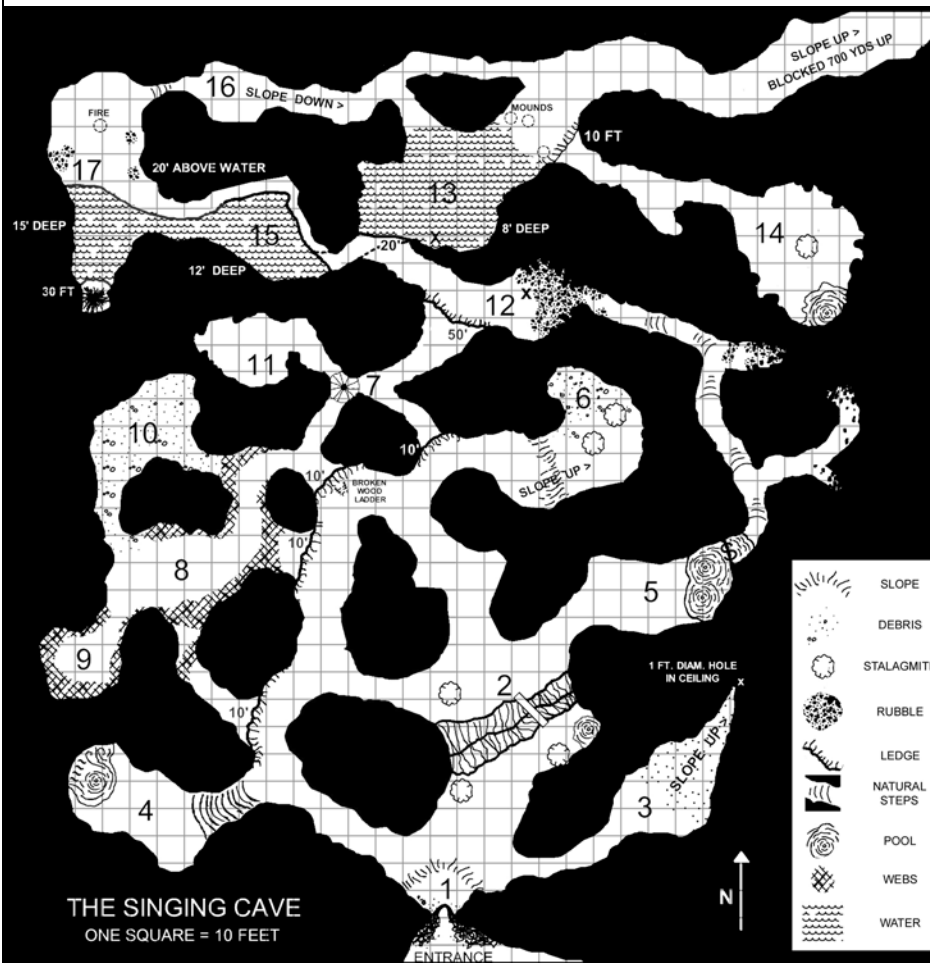 SLOPE UP >
BLOCKED 700 YDS UP
16
SLOPE DOWN >
MOUNDS
FIRE
10 FT
17
20' ABOVE WATER
13
15' DEEP
15
8' DEEP
14
20'
X
12' DEEP
30 FT
12
X
50'
11
7
6
10
10'
10'
SLOPE UP >
BROKEN
WOOD
LADDER
10'
8
$
5
9
1 FT. DIAM. HOLE
IN CEILING
x
2
10'
SLOPE UP >
4
3
1
N
THE SINGING CAVE
ONE SQUARE = 10 FEET
ENTRANCE
SLOPE
DEBRIS
STALAGMITE
RUBBLE
LEDGE
NATURAL
STEPS
POOL
WEBS
WATER